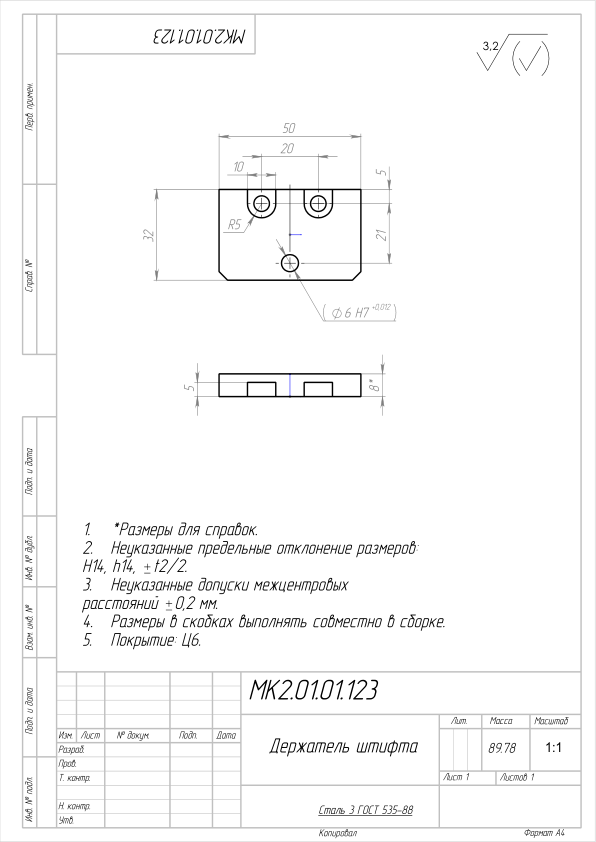 МК2.01.01.123
3,2
Перв. примен.
Справ. №
Подп. и дата
Инв. № дубл.
Взам. инв. №
Подп. и дата
Инв. № подл.
50
20
10
5
R5
32
21
( Ø 6 H7 +0,012 )
5
8*
1. *Размеры для справок.
2. Неуказанные предельные отклонение размеров:
H14, h14, ±t2/2.
3. Неуказанные допуски межцентровых
расстояний ±0,2 мм.
4. Размеры в скобках выполнять совместно в сборке.
5. Покрытие: Ц6.
МК2.01.01.123
Изм. Лист № докум. Подп. Дата
Разраб.
Пров.
Т. контр.
Н. контр.
Утв.
Держатель штифта
Лит. Масса Масштаб
89.78 1:1
Лист 1 Листов 1
Сталь 3 ГОСТ 535-88
Копировал Формат А4